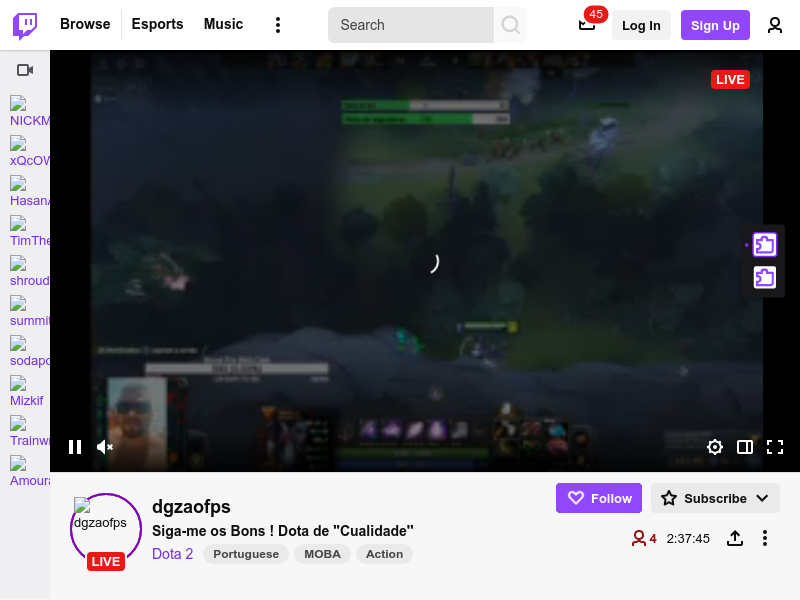 Browse
Esports
Music
Search
45
Log In
Sign Up
NICKM
xQcOW
HasanA
TimThe
shroud
summit
sodapo
Mizkif
Trainw
Amoura
LIVE
dgzaofps
LIVE
dgzaofps
Siga-me os Bons ! Dota de "Cualidade"
Dota 2
Portuguese
MOBA
Action
Follow
Subscribe
4
2:37:45